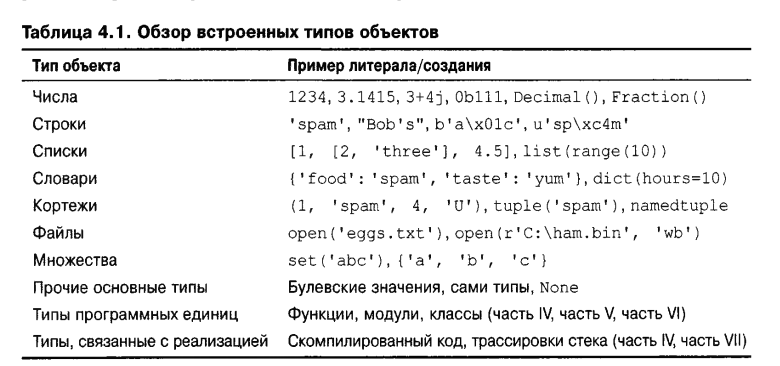 Таблица 4.1. Обзор встроенных типов объектов
Тип объекта Пример литерала/создания
Числа 1234, 3.1415, 3+4j, 0b111, Decimal(), Fraction()
Строки 'spam', "Bob's", b'a\x01c', u'sp\xc4m'
Списки [1, [2, 'three'], 4.5], list(range(10))
Словари {'food': 'spam', 'taste': 'yum'}, dict(hours=10)
Кортежи (1, 'spam', 4, 'U'), tuple('spam'), namedtuple
Файлы open('eggs.txt'), open(r'C:\ham.bin', 'wb')
Множества set('abc'), {'a', 'b', 'c'}
Прочие основные типы Булевские значения, сами типы, None
Типы программных единиц Функции, модули, классы (часть IV, часть V, часть VI)
Типы, связанные с реализацией Скомпилированный код, трассировки стека (часть IV, часть VII)